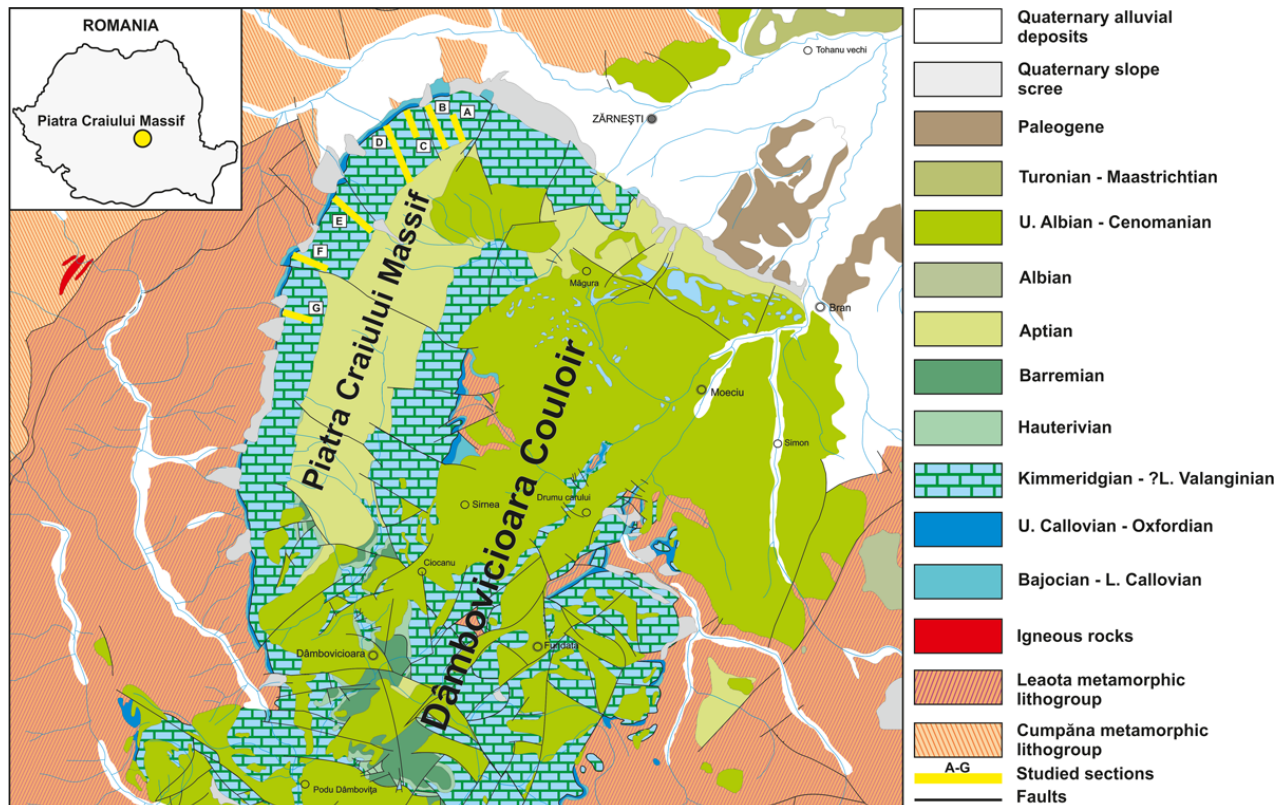 ROMANIA
Piatra Craiului Massif
Tohanu vechi
ZĂRNEȘTI
B
A
D
C
E
F
G
Măgura
Bran
Moeciu
Simon
Sirnea
Drumu carului
Ciocanu
Dâmbovicioara
Fundata
Podu Dâmbovița
Piatra Craiului Massif
Dâmbovicioara Couloir
Quaternary alluvial
deposits
Quaternary slope
scree
Paleogene
Turonian - Maastrichtian
U. Albian - Cenomanian
Albian
Aptian
Barremian
Hauterivian
Kimmeridgian - ?L. Valanginian
U. Callovian - Oxfordian
Bajocian - L. Callovian
Igneous rocks
Leaota metamorphic
lithogroup
Cumpăna metamorphic
lithogroup
A-G
Studied sections
Faults